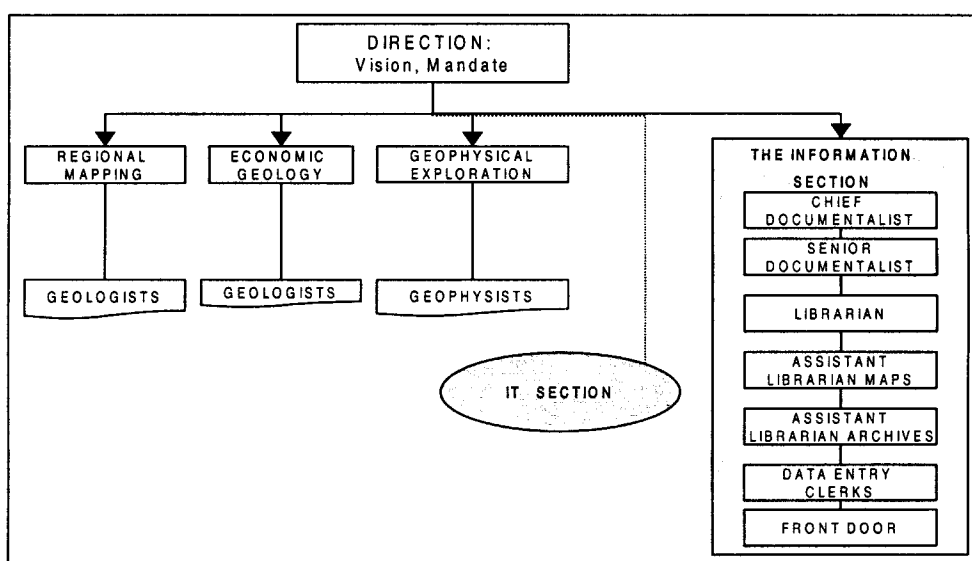 DIRECTION:
Vision, Mandate
REGIONAL
MAPPING
ECONOMIC
GEOLOGY
GEOPHYSICAL
EXPLORATION
GEOLOGISTS
GEOLOGISTS
GEOPHYSISTS
IT SECTION
THE INFORMATION
SECTION
CHIEF
DOCUMENTALIST
SENIOR
DOCUMENTALIST
LIBRARIAN
ASSISTANT
LIBRARIAN MAPS
ASSISTANT
LIBRARIAN ARCHIVES
DATA ENTRY
CLERKS
FRONT DOOR